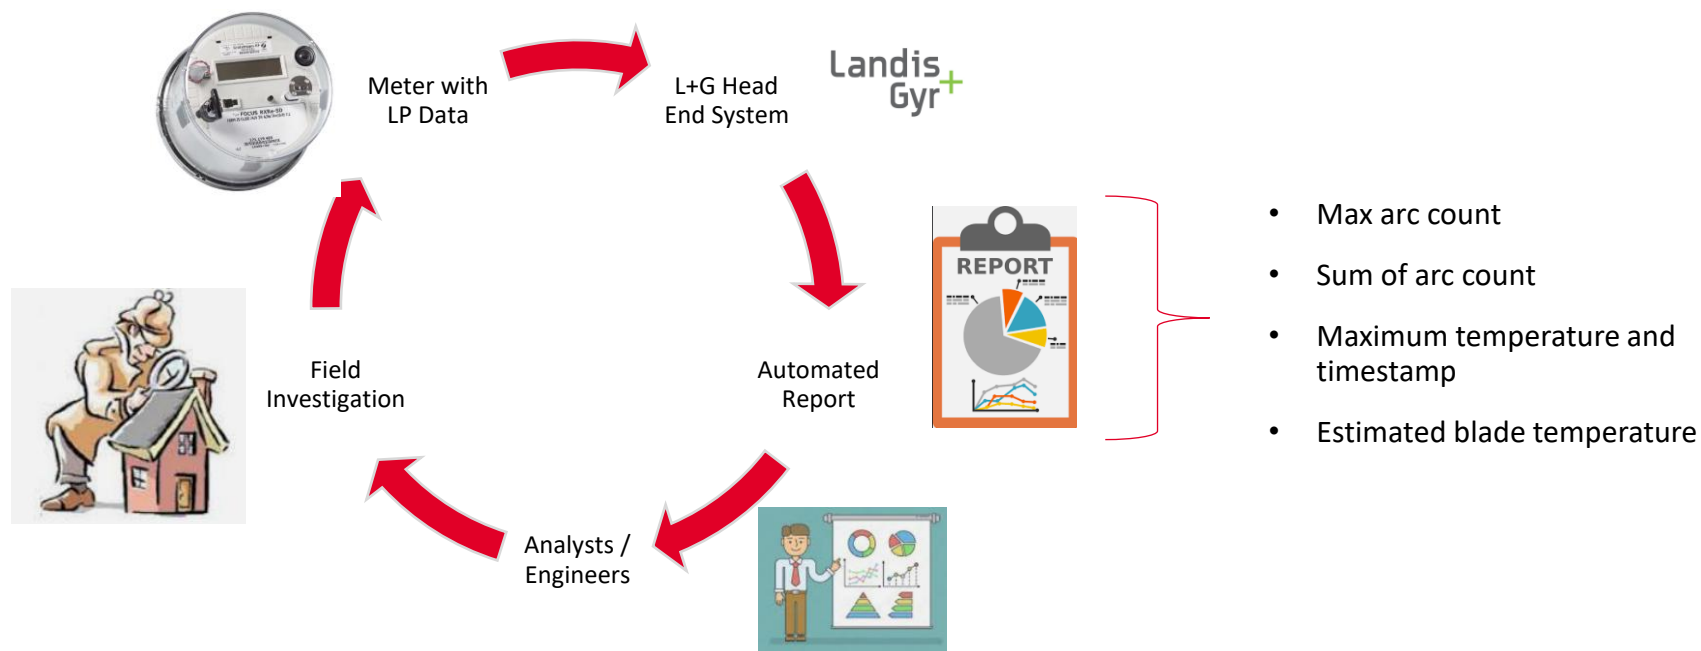 Meter with
LP Data
L+G Head
End System
Landis
Gyr+
REPORT
Automated
Report
• Max arc count
• Sum of arc count
• Maximum temperature and
timestamp
• Estimated blade temperature
Analysts /
Engineers
Field
Investigation